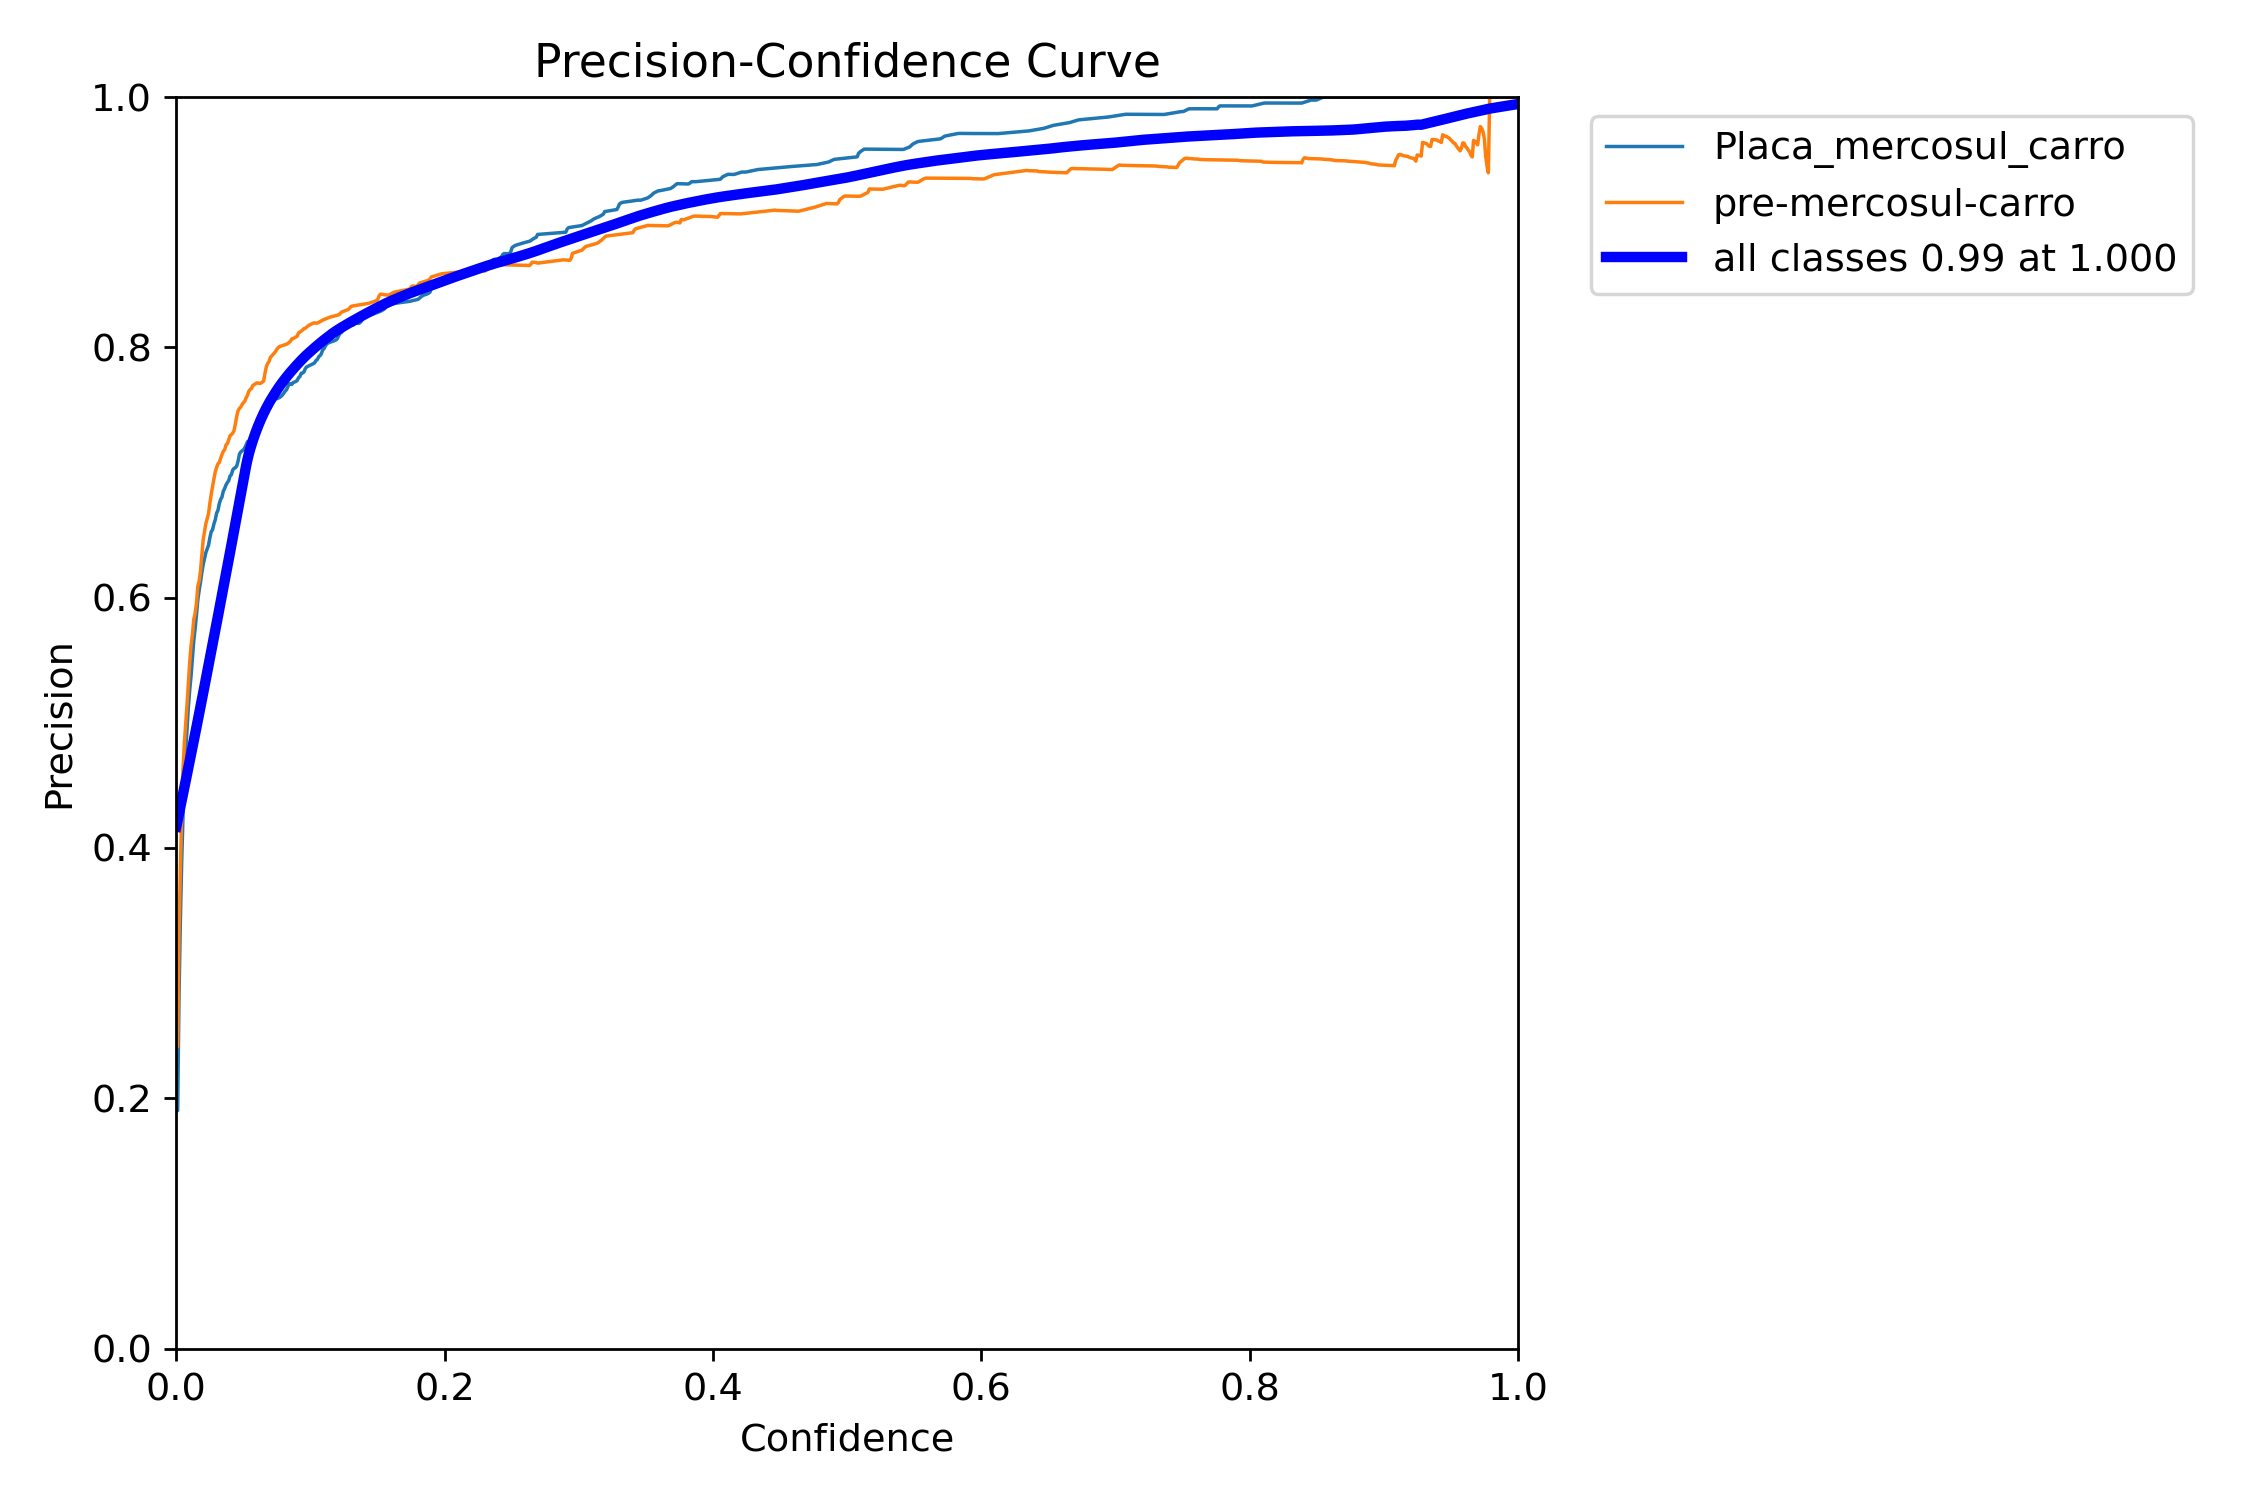 Precision-Confidence Curve
Placa_mercosul_carro
pre-mercosul-carro
all classes 0.99 at 1.000
Precision
1.0
0.8
0.6
0.4
0.2
0.0
0.0 0.2 0.4 0.6 0.8 1.0
Confidence